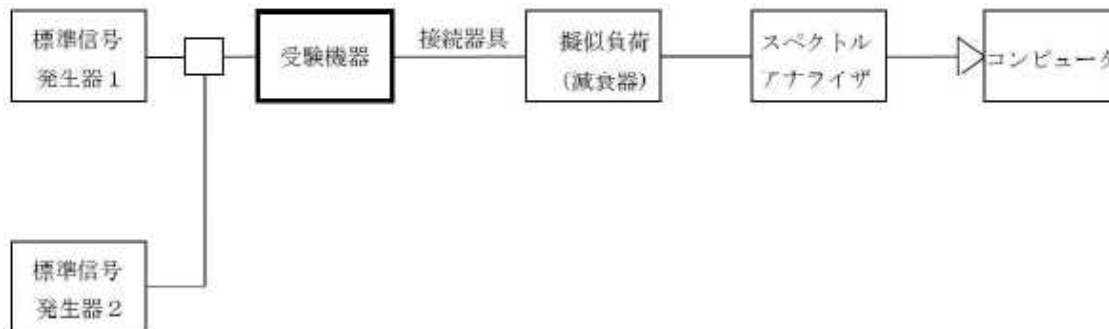 標準信号
発生器1
受験機器
接続器具
擬似負荷
(減衰器)
スペクトル
アナライザ
コンピュータ
標準信号
発生器2